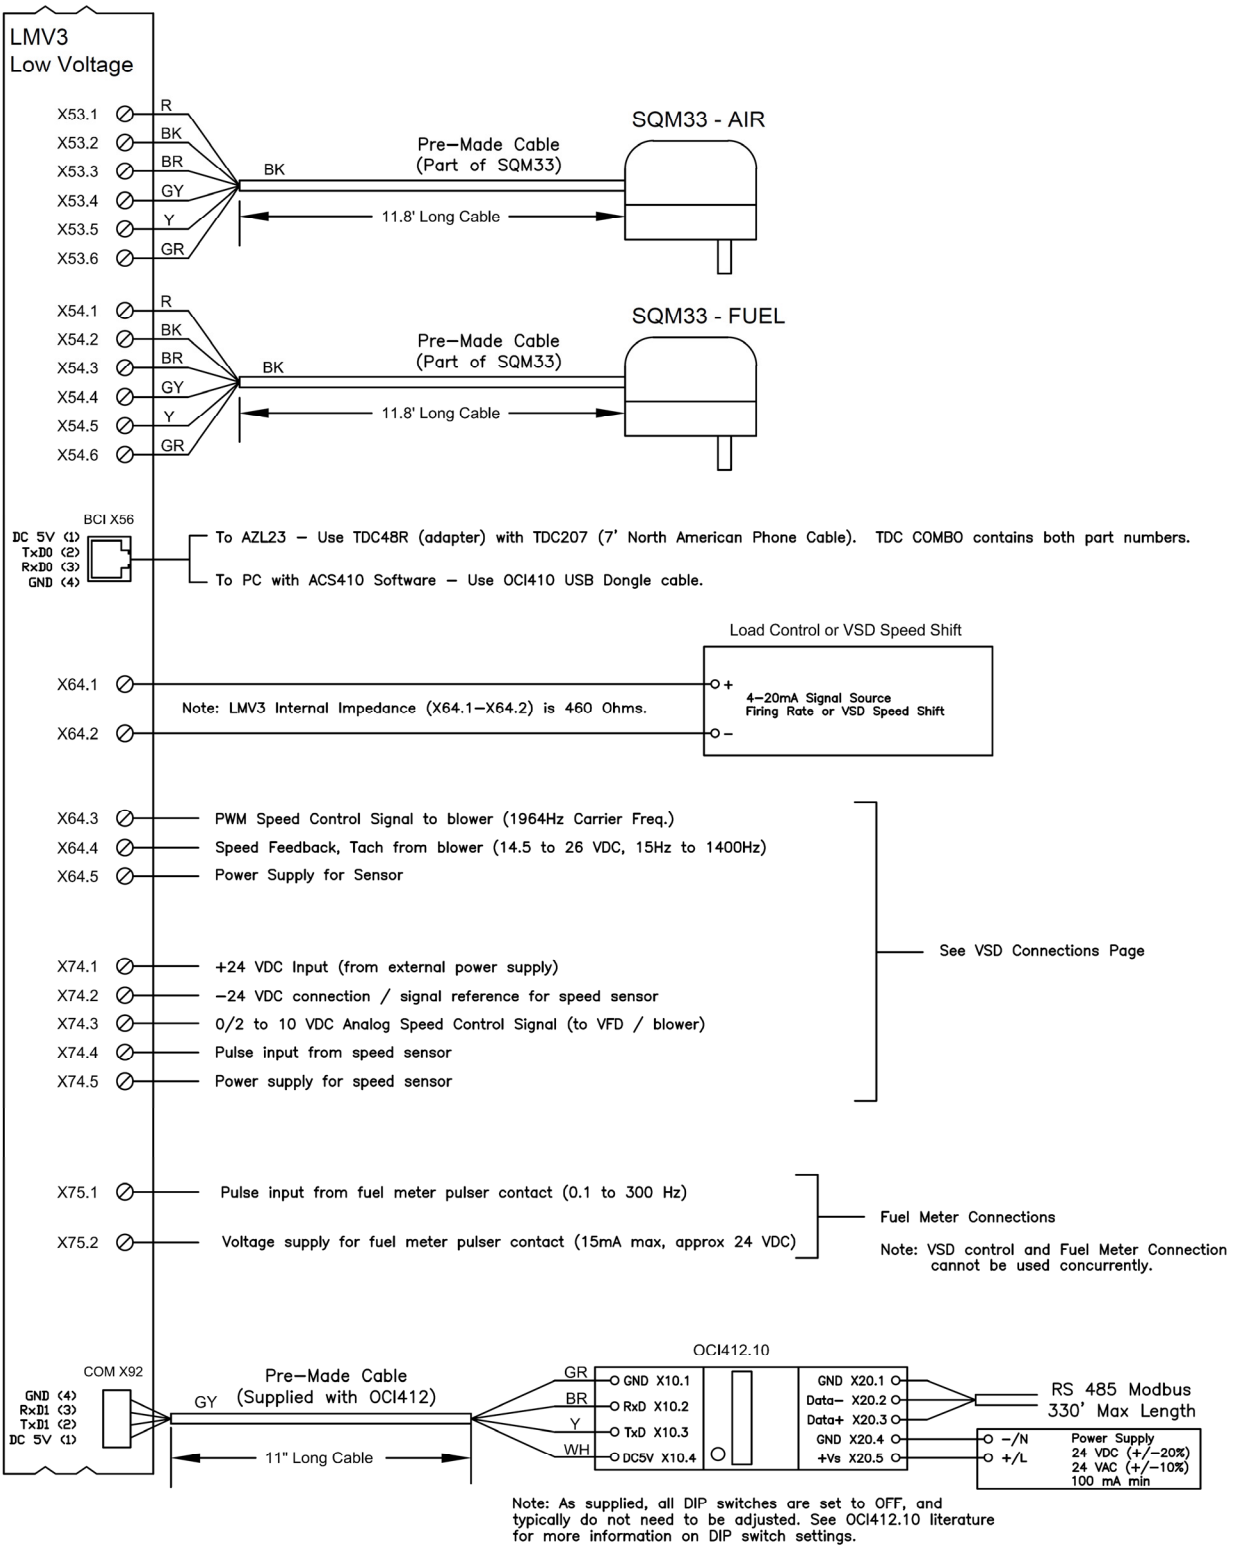 LMV3
Low Voltage
X53.1 R
X53.2 BK
X53.3 BR
X53.4 GY
X53.5 Y
X53.6 GR
BK
Pre-Made Cable
(Part of SQM33)
11.8' Long Cable
SQM33 - AIR
X54.1 R
X54.2 BK
X54.3 BR
X54.4 GY
X54.5 Y
X54.6 GR
BK
Pre-Made Cable
(Part of SQM33)
11.8' Long Cable
SQM33 - FUEL
BCI X56
DC 5V (1)
TxD0 (2)
RxD0 (3)
GND (4)
To AZL23 - Use TDC48R (adapter) with TDC207 (7' North American Phone Cable). TDC COMBO contains both part numbers.
To PC with ACS410 Software - Use OCI410 USB Dongle cable.
Load Control or VSD Speed Shift
X64.1
+
4-20mA Signal Source
Firing Rate or VSD Speed Shift
Note: LMV3 Internal Impedance (X64.1-X64.2) is 460 Ohms.
X64.2
-
X64.3 PWM Speed Control Signal to blower (1964Hz Carrier Freq.)
X64.4 Speed Feedback, Tach from blower (14.5 to 26 VDC, 15Hz to 1400Hz)
X64.5 Power Supply for Sensor
See VSD Connections Page
X74.1 +24 VDC Input (from external power supply)
X74.2 -24 VDC connection / signal reference for speed sensor
X74.3 0/2 to 10 VDC Analog Speed Control Signal (to VFD / blower)
X74.4 Pulse input from speed sensor
X74.5 Power supply for speed sensor
X75.1 Pulse input from fuel meter pulser contact (0.1 to 300 Hz)
X75.2 Voltage supply for fuel meter pulser contact (15mA max, approx 24 VDC)
Fuel Meter Connections
Note: VSD control and Fuel Meter Connection
cannot be used concurrently.
COM X92
GND (4)
RxD1 (3)
TxD1 (2)
DC 5V (1)
GY
Pre-Made Cable
(Supplied with OCI412)
11" Long Cable
OCI412.10
GR GND X10.1
BR RxD X10.2
Y TxD X10.3
WH DC5V X10.4
GND X20.1
Data- X20.2
Data+ X20.3
GND X20.4
+Vs X20.5
RS 485 Modbus
330' Max Length
-/N
+/L
Power Supply
24 VDC (+/-20%)
24 VAC (+/-10%)
100 mA min
Note: As supplied, all DIP switches are set to OFF, and
typically do not need to be adjusted. See OCI412.10 literature
for more information on DIP switch settings.